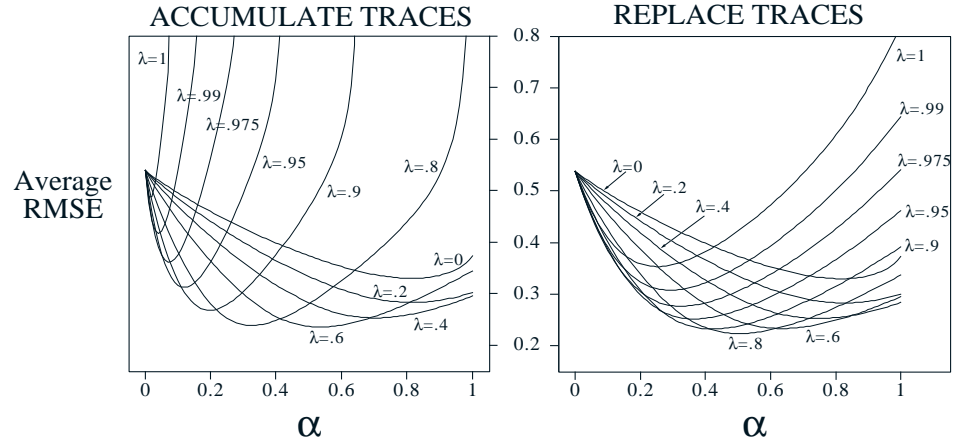 ACCUMULATE TRACES
REPLACE TRACES
Average
RMSE
λ=1
λ=.99
λ=.975
λ=.95
λ=.9
λ=.8
λ=0
λ=.2
λ=.4
λ=.6
0 0.2 0.4 0.6 0.8 1
α
0.8
0.7
0.6
0.5
0.4
0.3
0.2
λ=1
λ=.99
λ=.975
λ=.95
λ=.9
λ=0
λ=.2
λ=.4
λ=.6
λ=.8
0 0.2 0.4 0.6 0.8 1
α